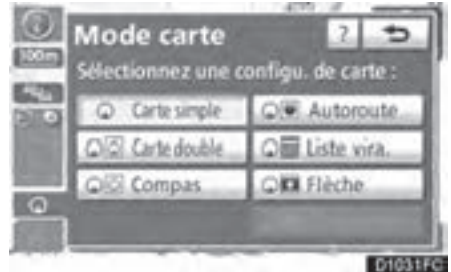 Mode carte
?
100m
Sélectionnez une configu. de carte :
Carte simple
Autoroute
Carte double
Liste vira.
Compas
Flèche
D1031FC